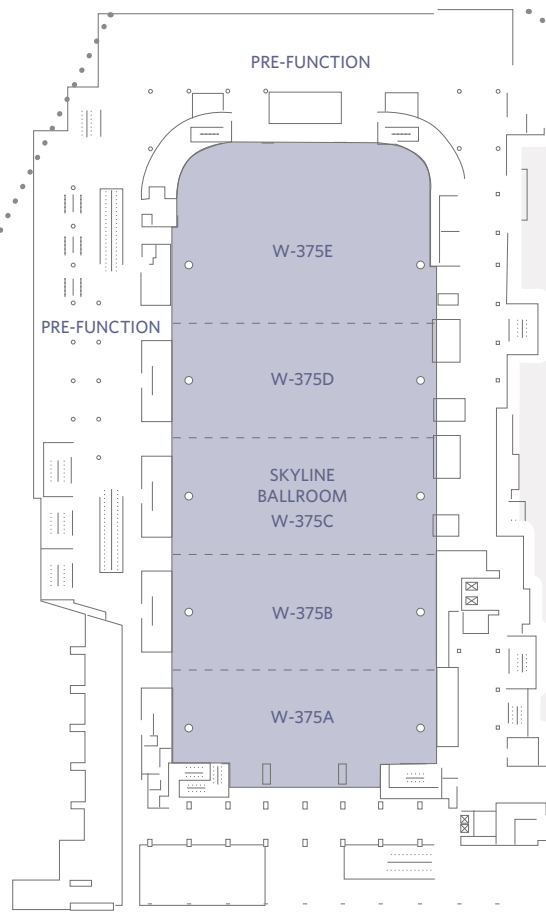 PRE-FUNCTION
W-375E
PRE-FUNCTION
W-375D
SKYLINE
BALLROOM
W-375C
W-375B
W-375A